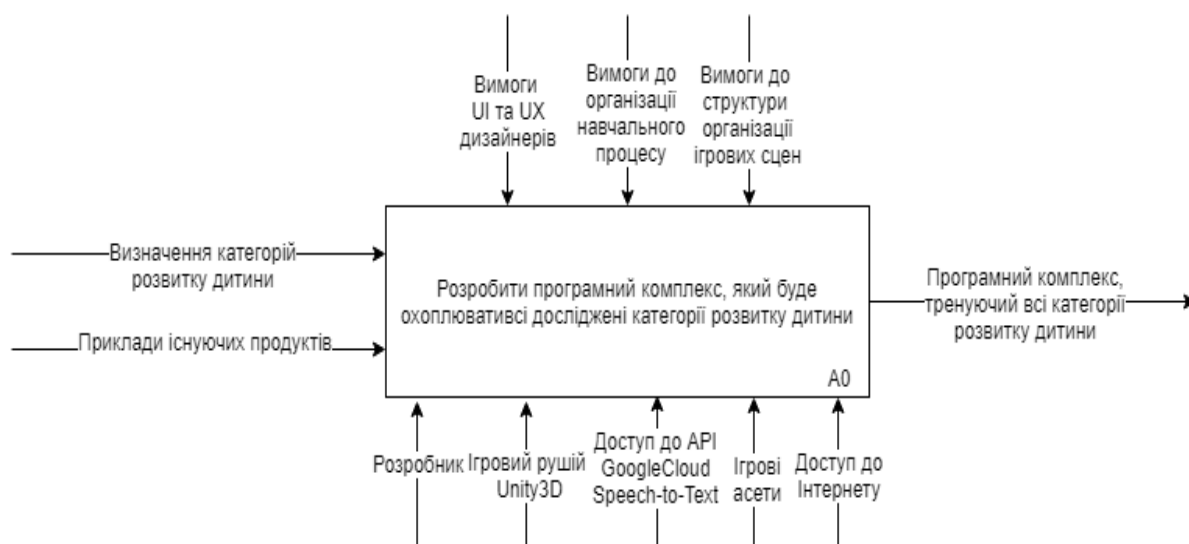 Вимоги
UI та UX
дизайнерів
Вимоги до
організації
навчального
процесу
Вимоги до
структури
організації
ігрових сцен
Визначення категорій
розвитку дитини
Приклади існуючих продуктів
Розробити програмний комплекс, який буде
охоплювативсі досліджені категорії розвитку дитини
A0
Програмний комплекс,
тренуючий всі категорії
розвитку дитини
Розробник
Ігровий рушій
Unity3D
Доступ до API
GoogleCloud
Speech-to-Text
Ігрові
асети
Доступ до
Інтернету